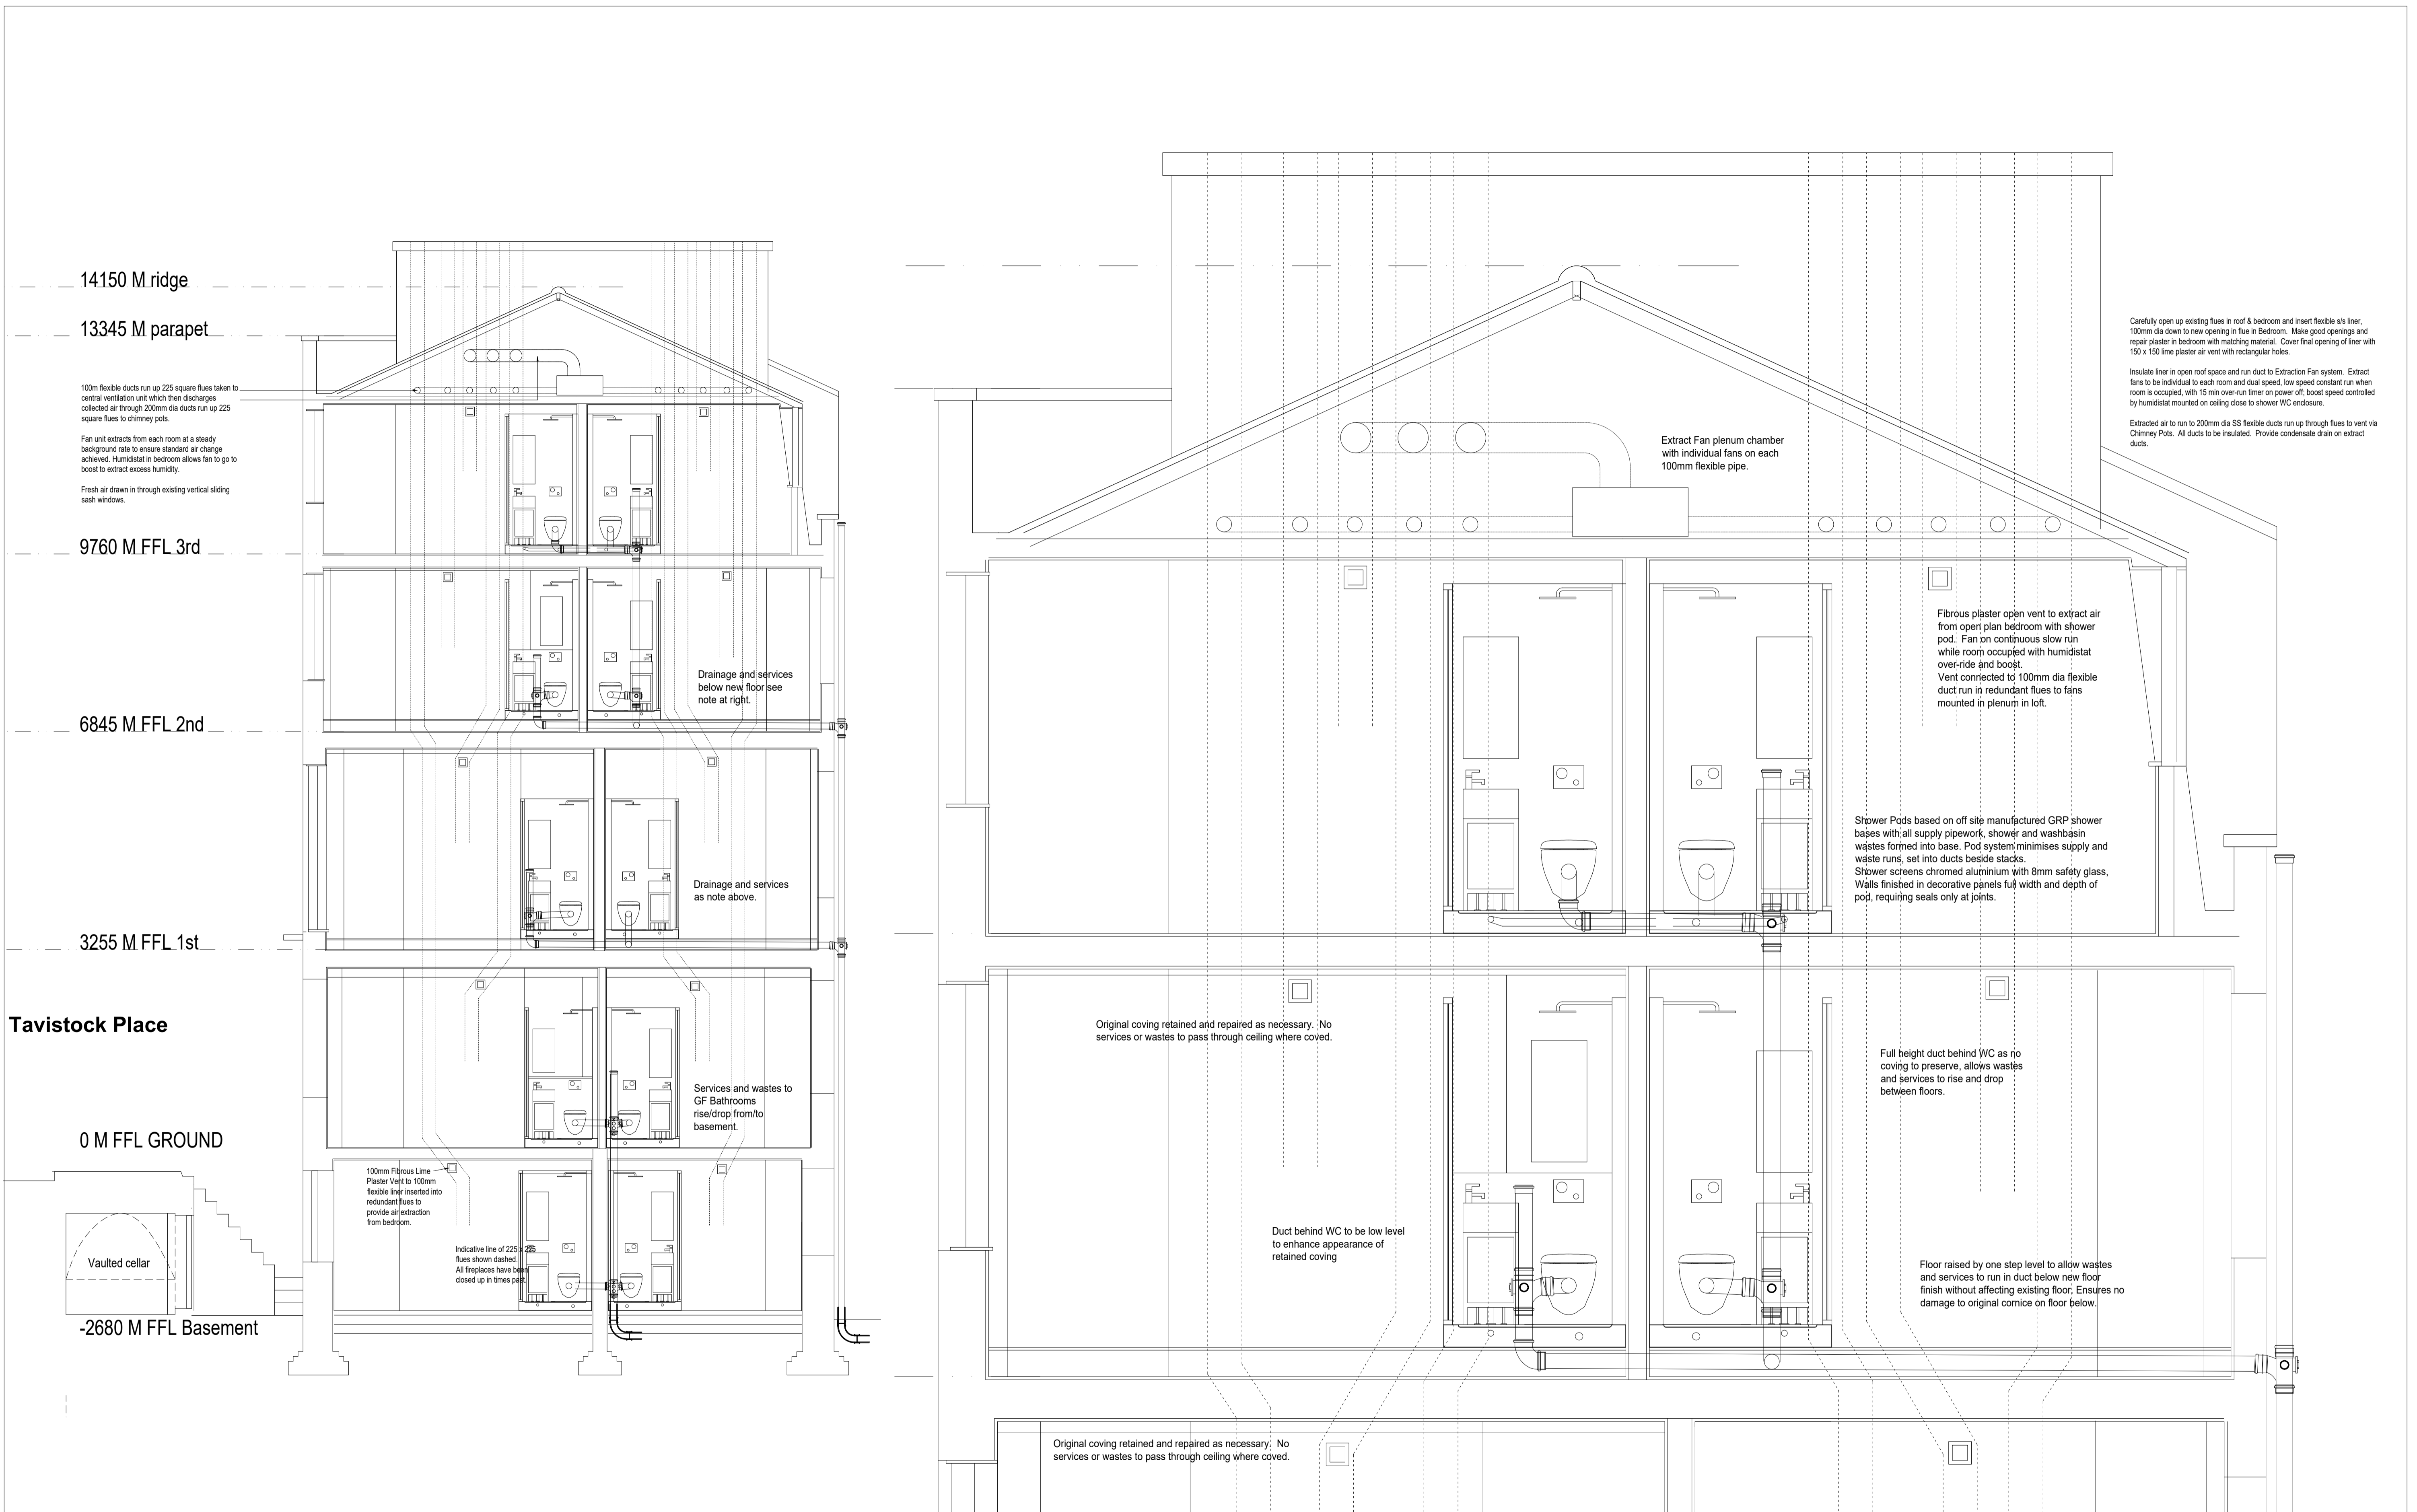 14150 M ridge
13345 M parapet
100m flexible ducts run up 225 square flues taken to
central ventilation unit which then discharges
collected air through 200mm dia ducts run up 225
square flues to chimney pots.
Fan unit extracts from each room at a steady
background rate to ensure standard air change
achieved. Humidistat in bedroom allows fan to go to
boost to extract excess humidity.
Fresh air drawn in through existing vertical sliding
sash windows.
9760 M FFL 3rd
6845 M FFL 2nd
Drainage and services
below new floor see
note at right.
Drainage and services
as note above.
3255 M FFL 1st
Tavistock Place
Services and wastes to
GF Bathrooms
rise/drop from/to
basement.
0 M FFL GROUND
100mm Fibrous Lime
Plaster Vent to 100mm
flexible liner inserted into
redundant flues to
provide air extraction
from bedroom.
Indicative line of 225 x 225
flues shown dashed.
All fireplaces have been
closed up in times past.
Vaulted cellar
-2680 M FFL Basement
Extract Fan plenum chamber
with individual fans on each
100mm flexible pipe.
Carefully open up existing flues in roof & bedroom and insert flexible s/s liner,
100mm dia down to new opening in flue in Bedroom. Make good openings and
repair plaster in bedroom with matching material. Cover final opening of liner with
150 x 150 lime plaster air vent with rectangular holes.
Insulate liner in open roof space and run duct to Extraction Fan system. Extract
fans to be individual to each room and dual speed, low speed constant run when
room is occupied, with 15 min over-run timer on power off; boost speed controlled
by humidistat mounted on ceiling close to shower WC enclosure.
Extracted air to run to 200mm dia SS flexible ducts run up through flues to vent via
Chimney Pots. All ducts to be insulated. Provide condensate drain on extract
ducts.
Fibrous plaster open vent to extract air
from open plan bedroom with shower
pod. Fan on continuous slow run
while room occupied with humidistat
over-ride and boost.
Vent connected to 100mm dia flexible
duct run in redundant flues to fans
mounted in plenum in loft.
Shower Pods based on off site manufactured GRP shower
bases with all supply pipework, shower and washbasin
wastes formed into base. Pod system minimises supply and
waste runs, set into ducts beside stacks.
Shower screens chromed aluminium with 8mm safety glass,
Walls finished in decorative panels full width and depth of
pod, requiring seals only at joints.
Original coving retained and repaired as necessary. No
services or wastes to pass through ceiling where coved.
Full height duct behind WC as no
coving to preserve, allows wastes
and services to rise and drop
between floors.
Duct behind WC to be low level
to enhance appearance of
retained coving
Floor raised by one step level to allow wastes
and services to run in duct below new floor
finish without affecting existing floor. Ensures no
damage to original cornice on floor below.
Original coving retained and repaired as necessary. No
services or wastes to pass through ceiling where coved.